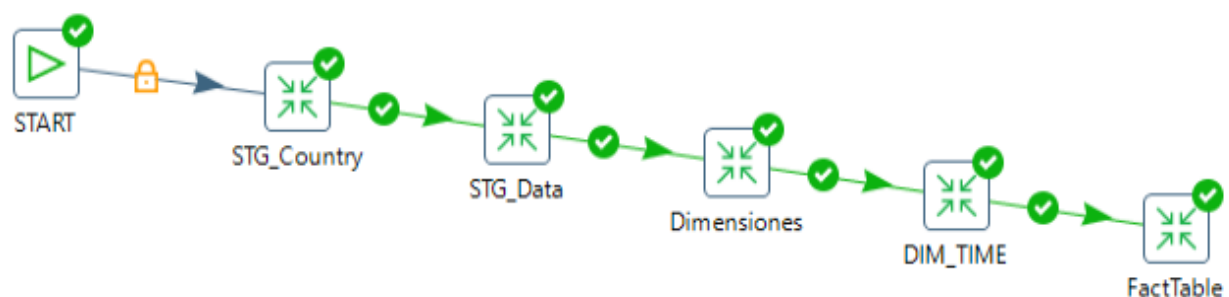 START
STG_Country
STG_Data
Dimensiones
DIM_TIME
FactTable